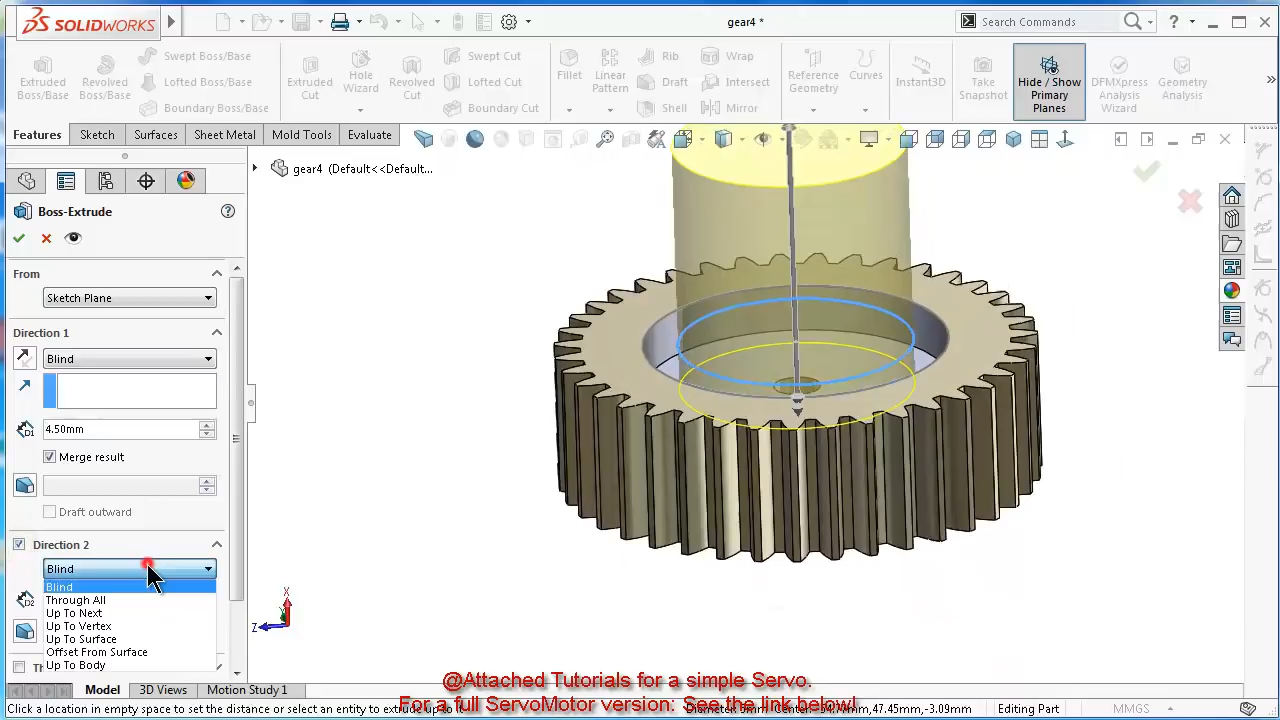 SOLIDWORKS
gear4 *
Search Commands
?
Extruded Boss/Base
Revolved Boss/Base
Swept Boss/Base
Lofted Boss/Base
Boundary Boss/Base
Extruded Cut
Hole Wizard
Revolved Cut
Swept Cut
Lofted Cut
Boundary Cut
Fillet
Linear Pattern
Rib
Draft
Shell
Wrap
Intersect
Mirror
Reference Geometry
Curves
Instant3D
Take Snapshot
Hide / Show Primary Planes
DFMXpress Analysis Wizard
Geometry Analysis
Features
Sketch
Surfaces
Sheet Metal
Mold Tools
Evaluate
gear4 (Default<<Default...
Boss-Extrude
From
Sketch Plane
Direction 1
Blind
D1
4.50mm
Merge result
Draft outward
Direction 2
Blind
Blind
Through All
Up To Next
Up To Vertex
Up To Surface
Offset From Surface
Up To Body
D2
X
Z
Model
3D Views
Motion Study 1
@Attached Tutorials for a simple Servo.
For a full ServoMotor version: See the link below!
Click a location in empty space to set the distance or select an entity to extrude up t
Editing Part
MMGS